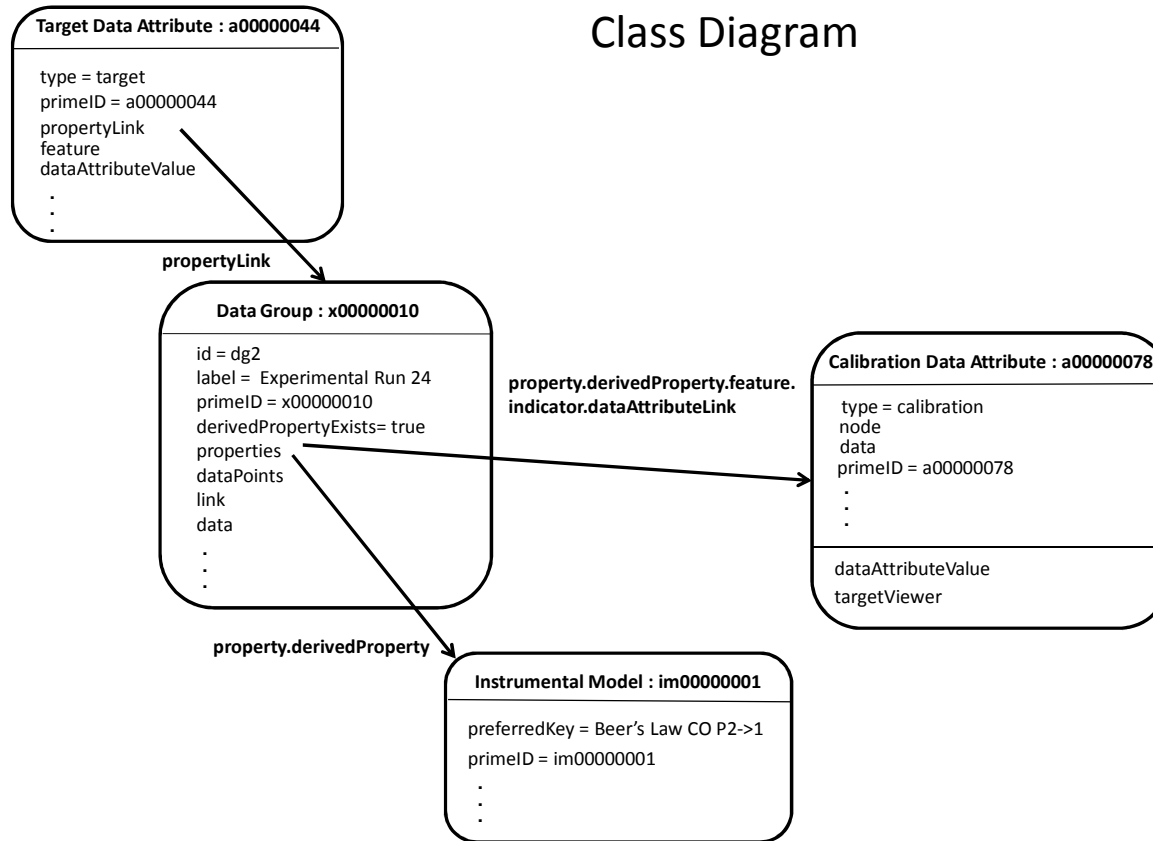 Class Diagram
Target Data Attribute : a00000044
type = target
primeID = a00000044
propertyLink
feature
dataAttributeValue
.
.
.
propertyLink
Data Group : x00000010
id = dg2
label =  Experimental Run 24
primeID = x00000010
derivedPropertyExists= true
properties
dataPoints
link
data
.
.
.
property.derivedProperty.feature.
indicator.dataAttributeLink
Calibration Data Attribute : a00000078
type = calibration
node
data
primeID = a00000078
.
.
.
dataAttributeValue
targetViewer
property.derivedProperty
Instrumental Model : im00000001
preferredKey = Beer’s Law CO P2->1
primeID = im00000001
.
.
.